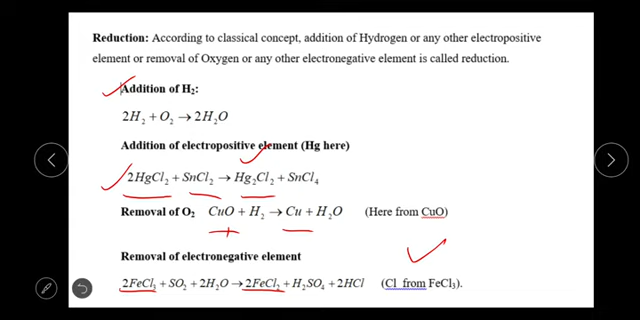 Reduction: According to classical concept, addition of Hydrogen or any other electropositive
element or removal of Oxygen or any other electronegative element is called reduction.
Addition of H₂:
2H₂ + O₂ → 2H₂O
Addition of electropositive element (Hg here)
2HgCl₂ + SnCl₂ → Hg₂Cl₂ + SnCl₄
Removal of O₂ CuO + H₂ → Cu + H₂O (Here from CuO)
Removal of electronegative element
2FeCl₃ + SO₂ + 2H₂O → 2FeCl₂ + H₂SO₄ + 2HCl (Cl from FeCl₃).